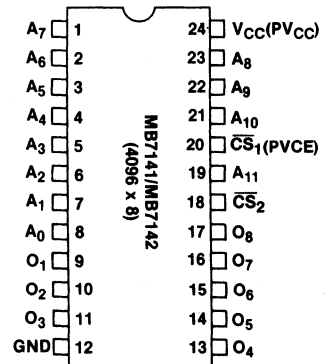 A7 1 24 VCC(PVCC)
A6 2 23 A8
A5 3 22 A9
A4 4 21 A10
A3 5 20 C̅S̅1(PVCE)
A2 6 19 A11
A1 7 18 C̅S̅2
A0 8 17 O8
O1 9 16 O7
O2 10 15 O6
O3 11 14 O5
GND 12 13 O4
MB7141/MB7142
(4096 x 8)